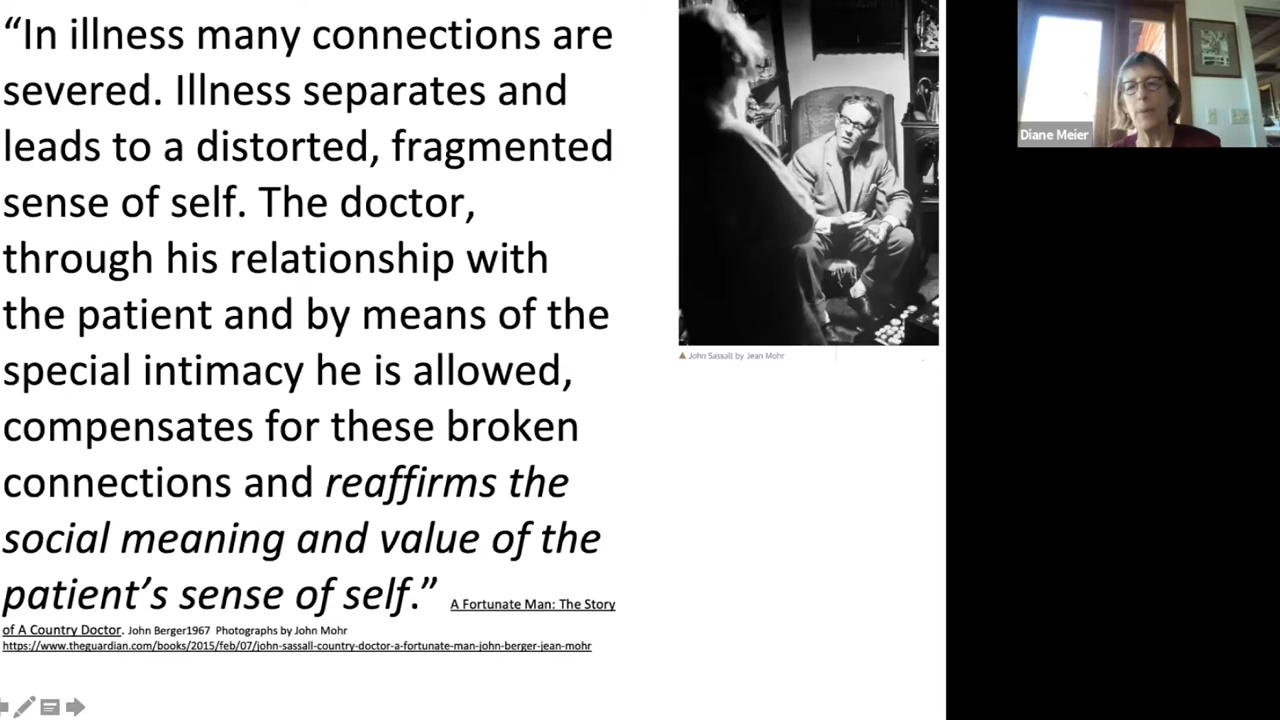 “In illness many connections are
severed. Illness separates and
leads to a distorted, fragmented
sense of self. The doctor,
through his relationship with
the patient and by means of the
special intimacy he is allowed,
compensates for these broken
connections and reaffirms the
social meaning and value of the
patient’s sense of self.” A Fortunate Man: The Story
of A Country Doctor. John Berger1967 Photographs by John Mohr
https://www.theguardian.com/books/2015/feb/07/john-sassall-country-doctor-a-fortunate-man-john-berger-jean-mohr
John Sassall by Jean Mohr
Diane Meier